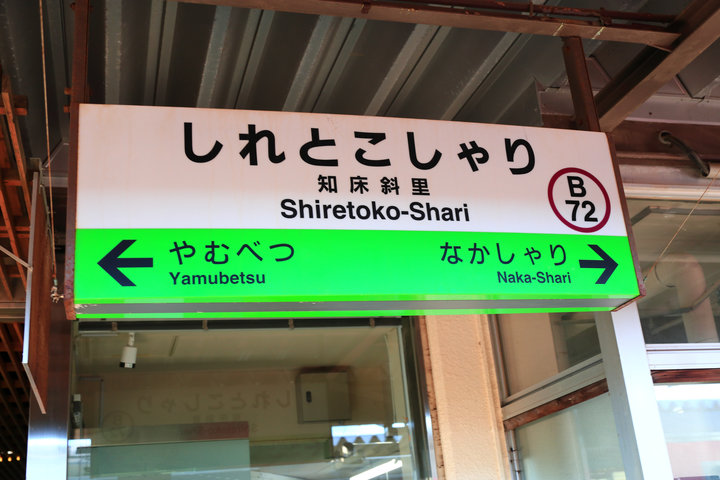 しれとこしゃり
知床斜里
Shiretoko-Shari
B
72
← やむべつ
Yamubetsu
なかしゃり →
Naka-Shari